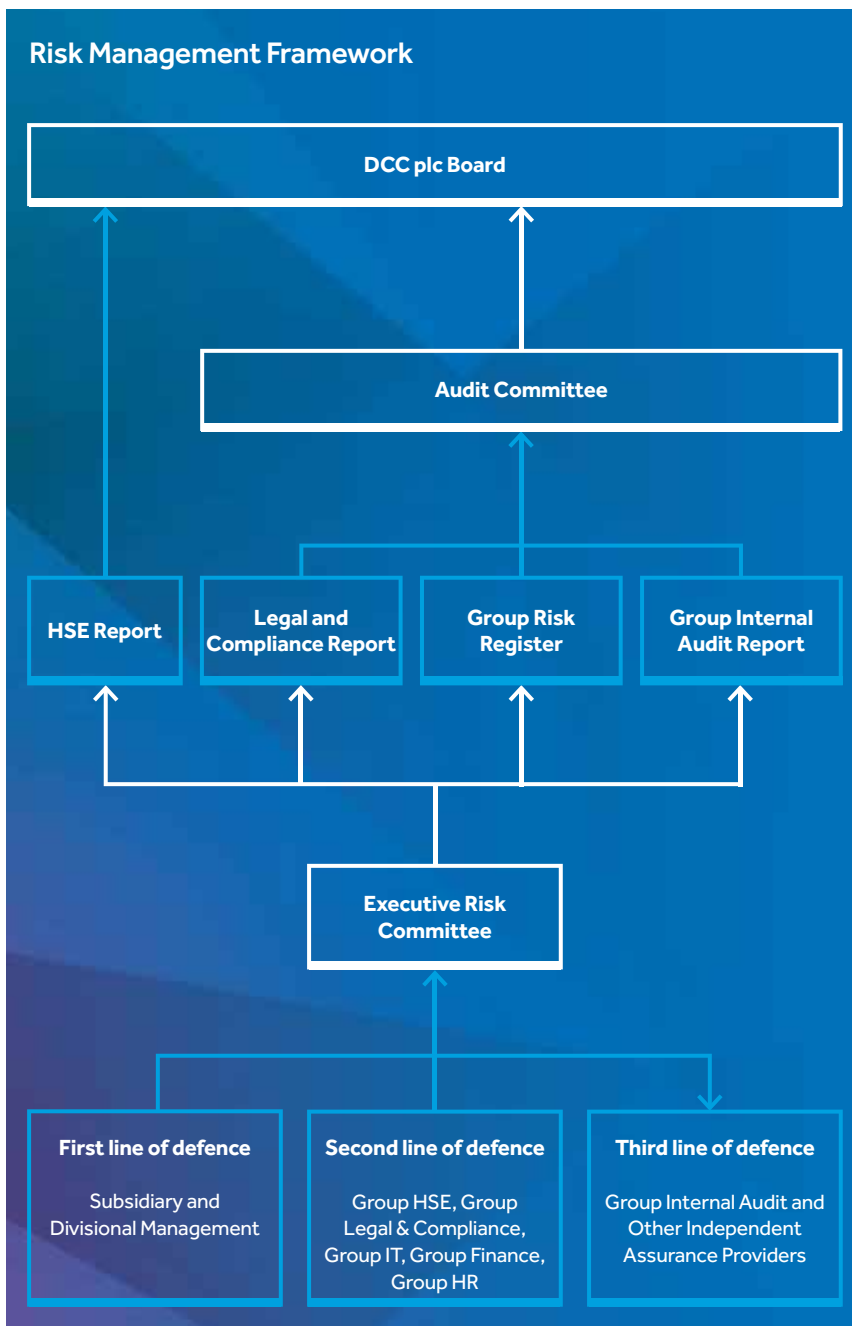 Risk Management Framework
DCC plc Board
Audit Committee
HSE Report
Legal and
Compliance Report
Group Risk
Register
Group Internal
Audit Report
Executive Risk
Committee
First line of defence
Subsidiary and
Divisional Management
Second line of defence
Group HSE, Group
Legal & Compliance,
Group IT, Group Finance,
Group HR
Third line of defence
Group Internal Audit and
Other Independent
Assurance Providers